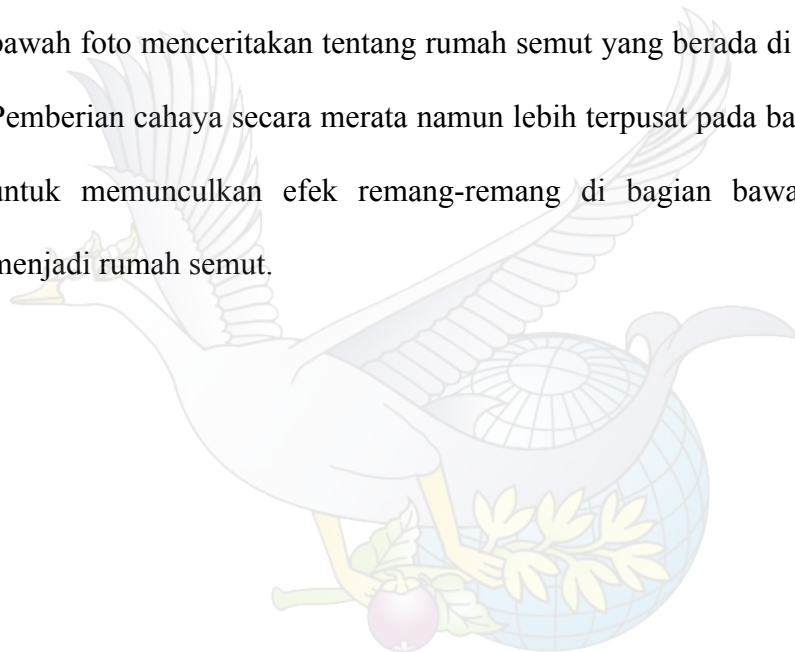 bawah foto menceritakan tentang rumah semut yang berada di
Pemberian cahaya secara merata namun lebih terpusat pada ba
untuk memunculkan efek remang-remang di bagian bawa
menjadi rumah semut.